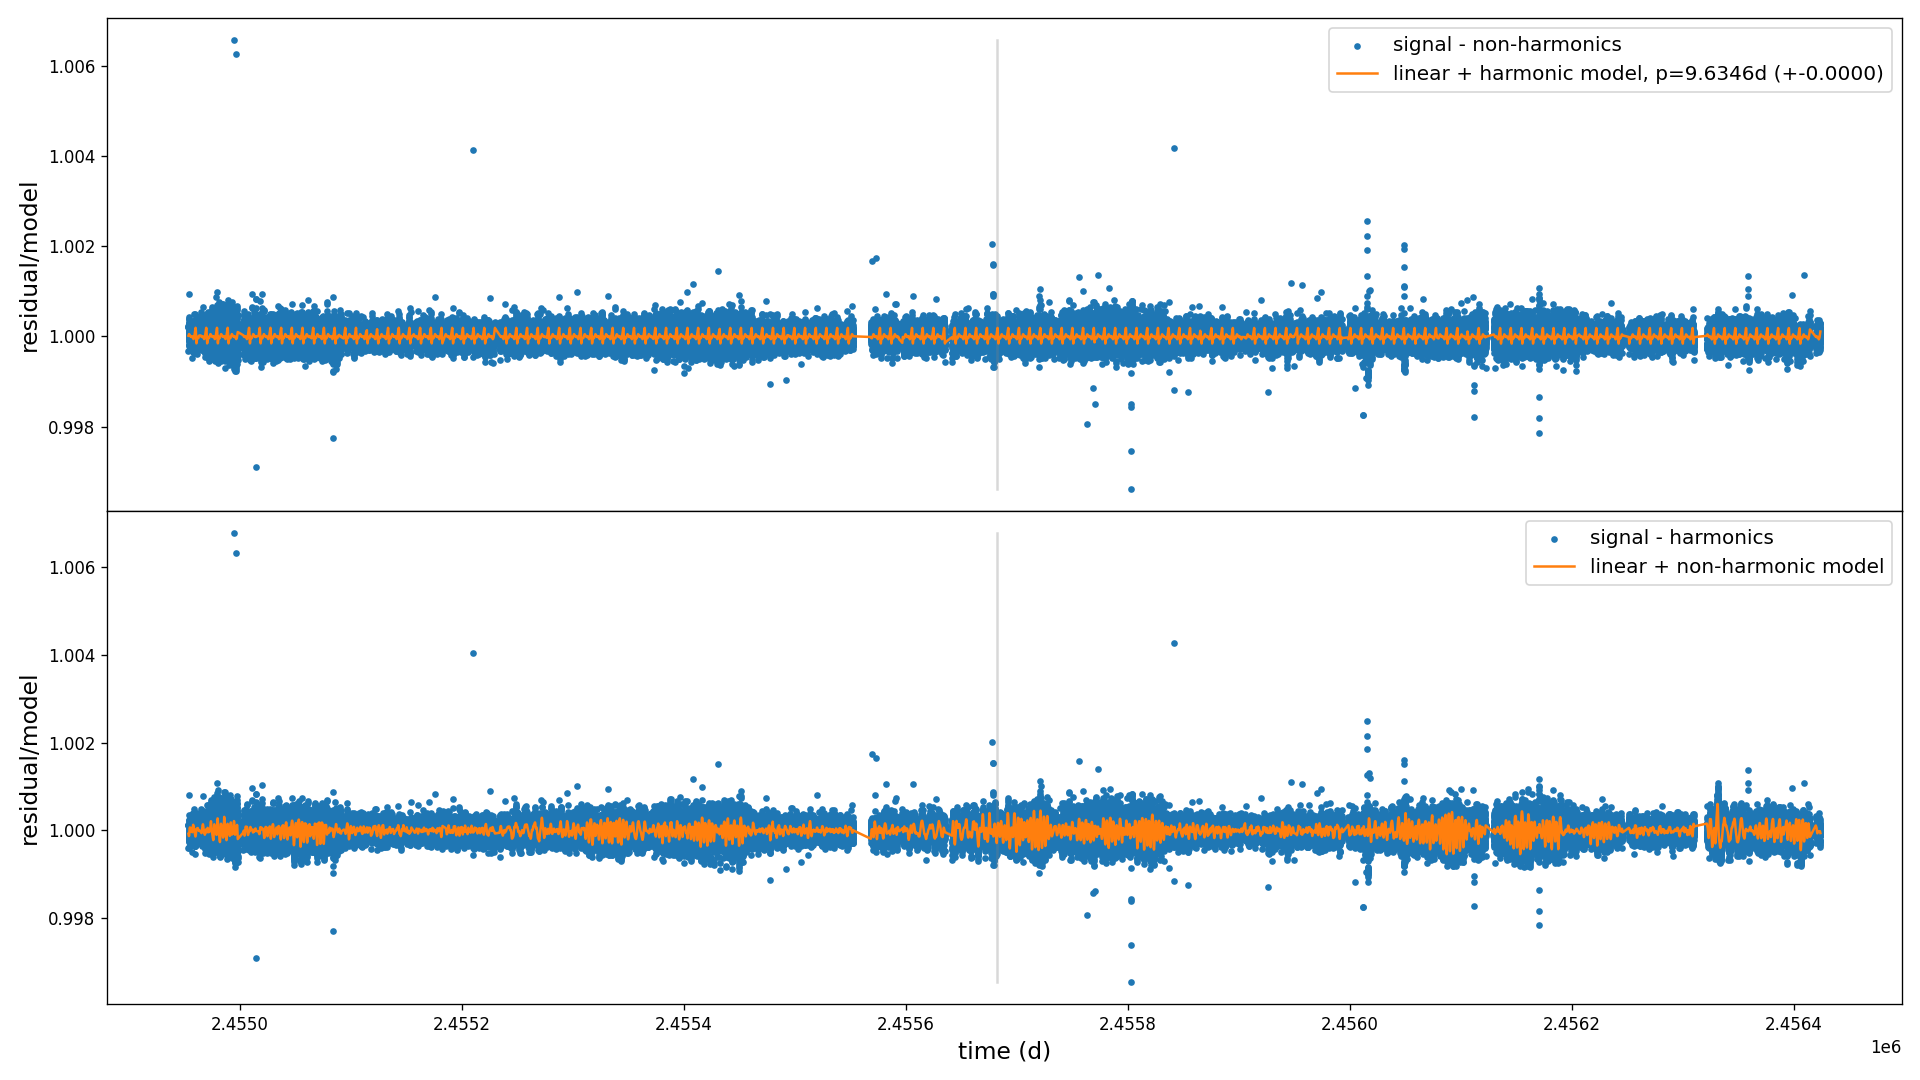 signal - non-harmonics
linear + harmonic model, p=9.6346d (+-0.0000)
1.006
1.004
1.002
1.000
0.998
residual/model
signal - harmonics
linear + non-harmonic model
1.006
1.004
1.002
1.000
0.998
residual/model
2.4550 2.4552 2.4554 2.4556 2.4558 2.4560 2.4562 2.4564
time (d)
1e6